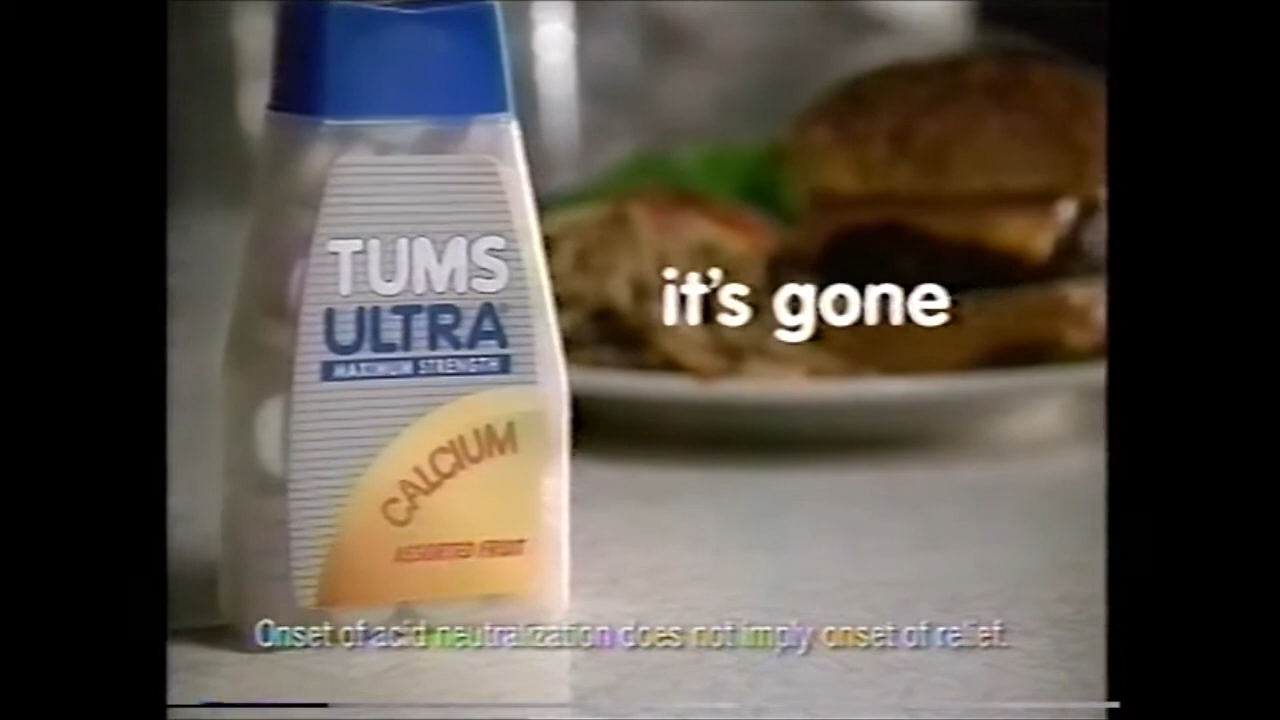 TUMS
ULTRA
MAXIMUM STRENGTH
CALCIUM
ASSORTED FRUIT
it's gone
Onset of acid neutralization does not imply onset of relief.